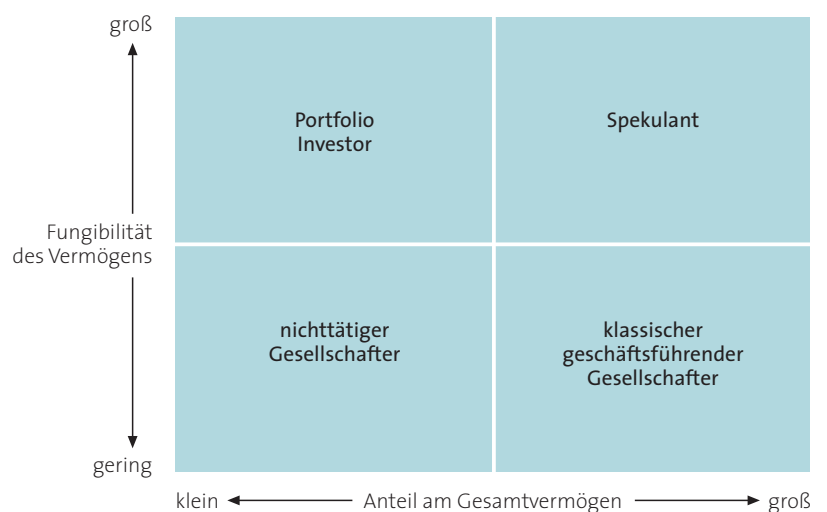 groß
Portfolio
Investor
Spekulant
Fungibilität
des Vermögens
nichttätiger
Gesellschafter
klassischer
geschäftsführender
Gesellschafter
gering
klein
Anteil am Gesamtvermögen
groß